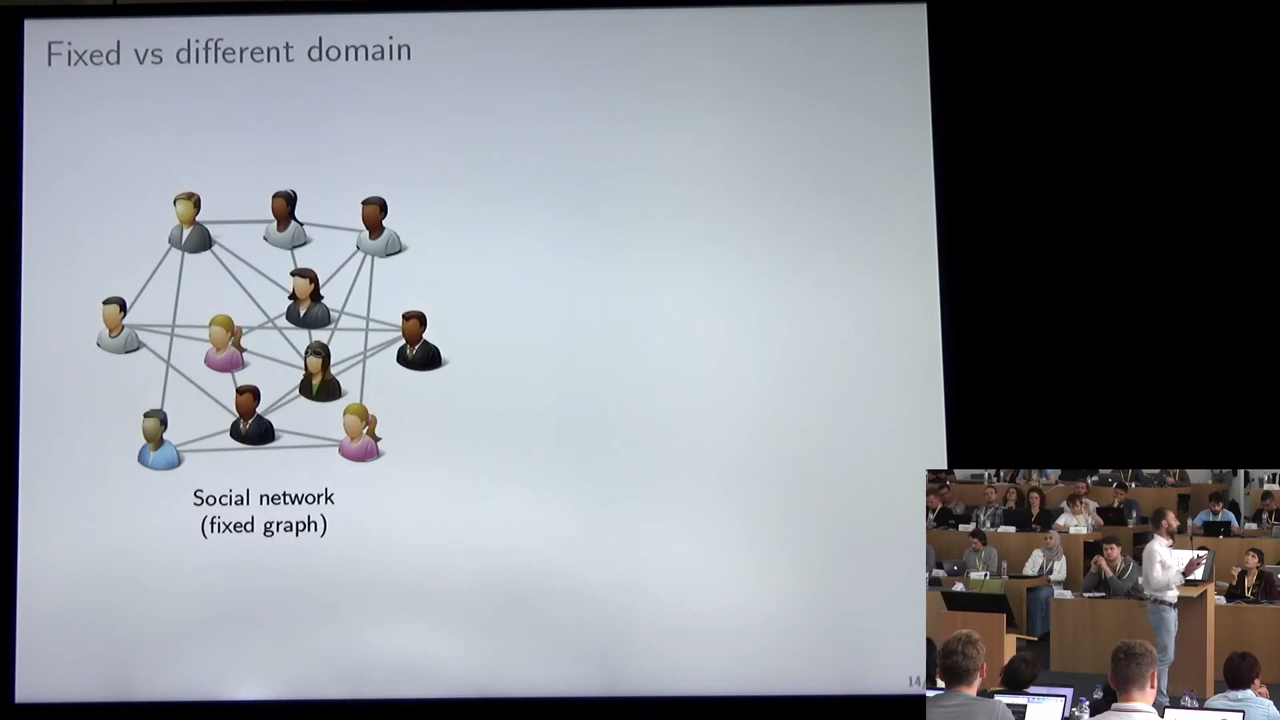 Fixed vs different domain
Social network
(fixed graph)
14/